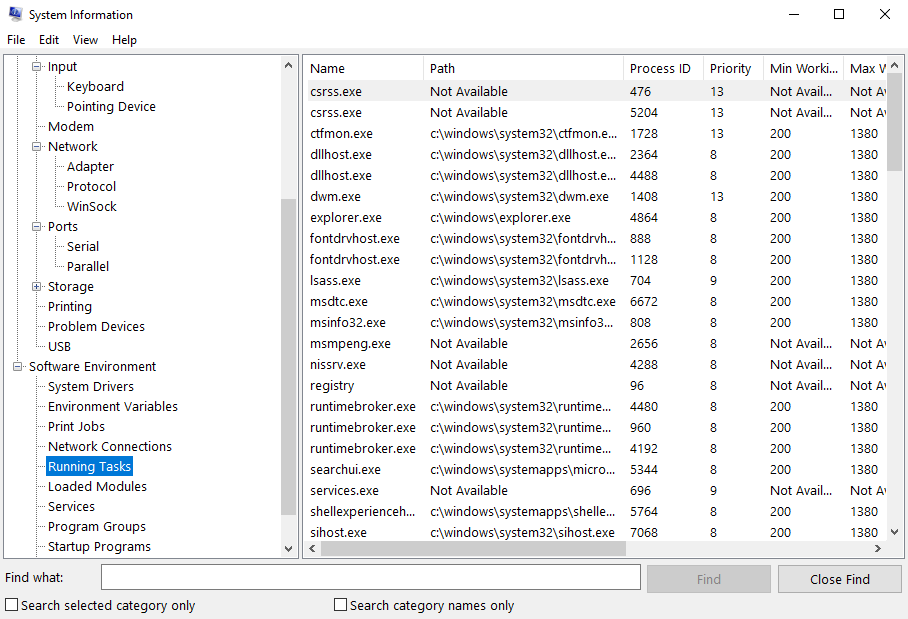 System Information
File Edit View Help
Input
Keyboard
Pointing Device
Modem
Network
Adapter
Protocol
WinSock
Ports
Serial
Parallel
Storage
Printing
Problem Devices
USB
Software Environment
System Drivers
Environment Variables
Print Jobs
Network Connections
Running Tasks
Loaded Modules
Services
Program Groups
Startup Programs
Name Path Process ID Priority Min Worki... Max W
csrss.exe Not Available 476 13 Not Avail... Not Av
csrss.exe Not Available 5204 13 Not Avail... Not Av
ctfmon.exe c:\windows\system32\ctfmon.e... 1728 13 200 1380
dllhost.exe c:\windows\system32\dllhost.e... 2364 8 200 1380
dllhost.exe c:\windows\system32\dllhost.e... 4488 8 200 1380
dwm.exe c:\windows\system32\dwm.exe 1408 13 200 1380
explorer.exe c:\windows\explorer.exe 4864 8 200 1380
fontdrvhost.exe c:\windows\system32\fontdrvh... 888 8 200 1380
fontdrvhost.exe c:\windows\system32\fontdrvh... 1128 8 200 1380
lsass.exe c:\windows\system32\lsass.exe 704 9 200 1380
msdtc.exe c:\windows\system32\msdtc.exe 6672 8 200 1380
msinfo32.exe c:\windows\system32\msinfo3... 808 8 200 1380
msmpeng.exe Not Available 2656 8 Not Avail... Not Av
nissrv.exe Not Available 4288 8 Not Avail... Not Av
registry Not Available 96 8 Not Avail... Not Av
runtimebroker.exe c:\windows\system32\runtime... 4480 8 200 1380
runtimebroker.exe c:\windows\system32\runtime... 960 8 200 1380
runtimebroker.exe c:\windows\system32\runtime... 4192 8 200 1380
searchui.exe c:\windows\systemapps\micro... 5344 8 200 1380
services.exe Not Available 696 9 Not Avail... Not Av
shellexperienceh... c:\windows\systemapps\shelle... 5764 8 200 1380
sihost.exe c:\windows\system32\sihost.exe 7068 8 200 1380
Find what: Find Close Find
Search selected category only Search category names only